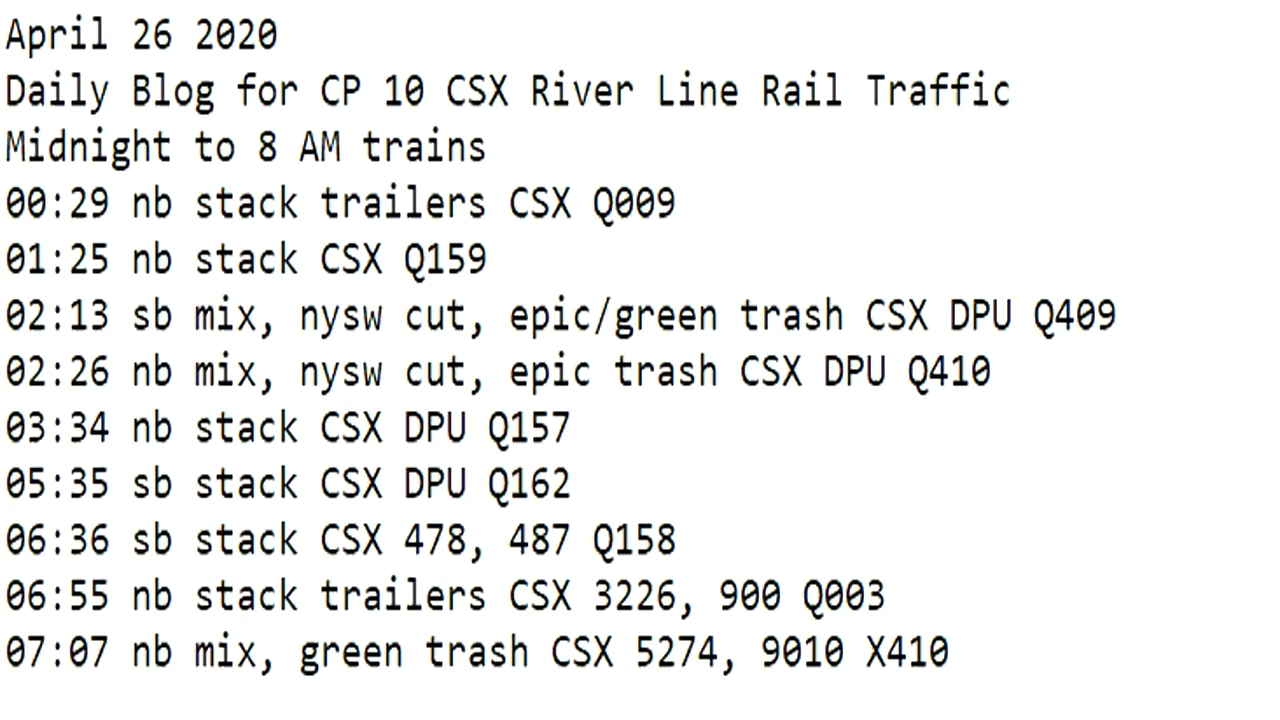 April 26 2020
Daily Blog for CP 10 CSX River Line Rail Traffic
Midnight to 8 AM trains
00:29 nb stack trailers CSX Q009
01:25 nb stack CSX Q159
02:13 sb mix, nysw cut, epic/green trash CSX DPU Q409
02:26 nb mix, nysw cut, epic trash CSX DPU Q410
03:34 nb stack CSX DPU Q157
05:35 sb stack CSX DPU Q162
06:36 sb stack CSX 478, 487 Q158
06:55 nb stack trailers CSX 3226, 900 Q003
07:07 nb mix, green trash CSX 5274, 9010 X410